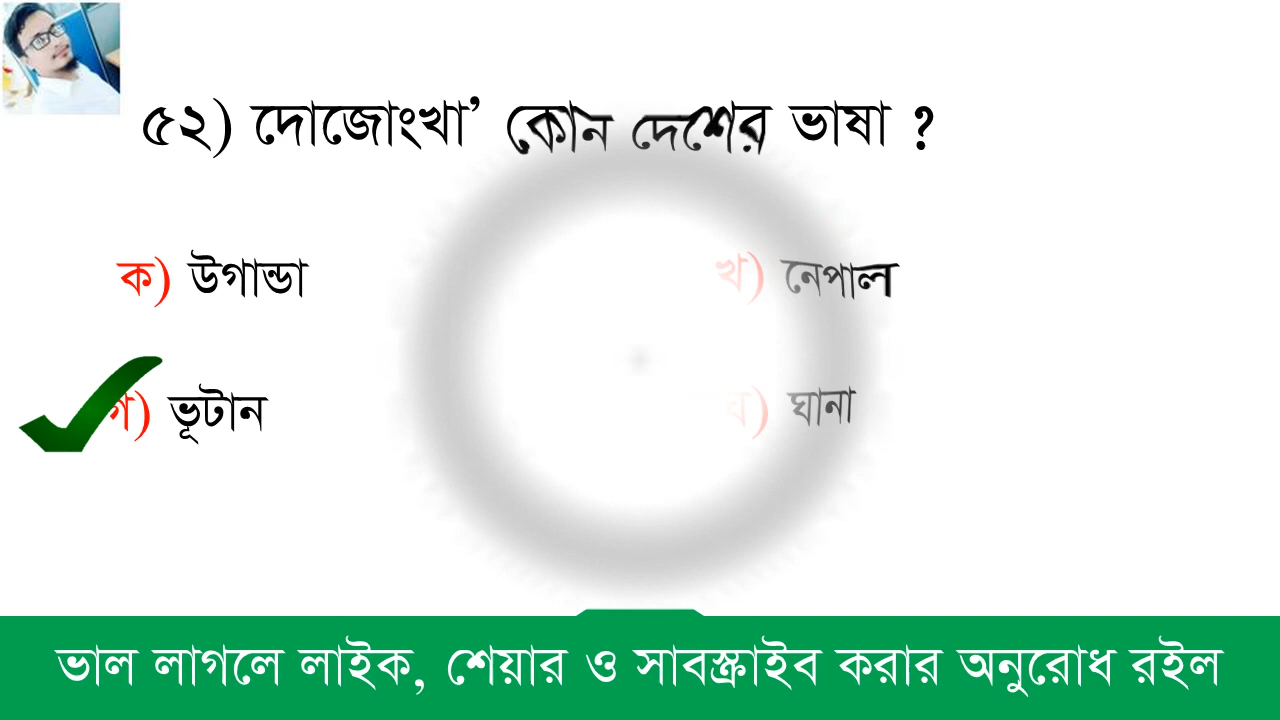 ৫২) দোজোংখা’ কোন দেশের ভাষা ?
ক) উগান্ডা
খ) নেপাল
গ) ভূটান
ঘ) ঘানা
ভাল লাগলে লাইক, শেয়ার ও সাবস্ক্রাইব করার অনুরোধ রইল